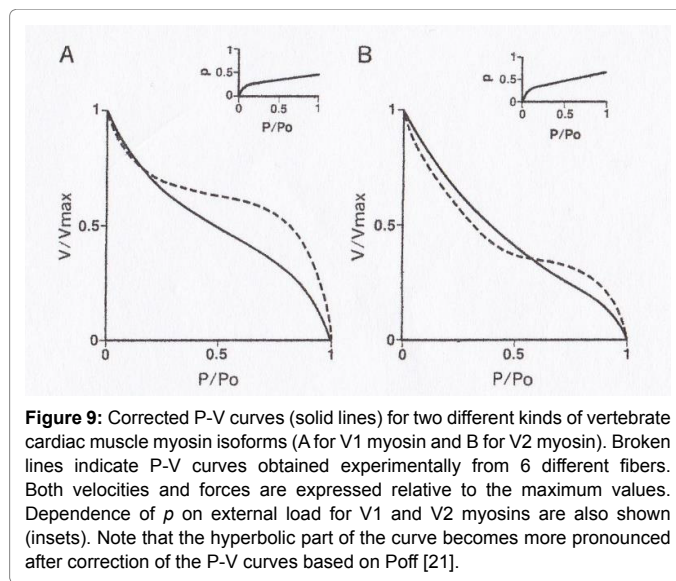 A
B
1
0.5
0
p
0
0.5
1
P/Po
1
0.5
0
p
0
0.5
1
P/Po
1
0.5
0
V/Vmax
0
0.5
1
P/Po
1
0.5
0
V/Vmax
0
0.5
1
P/Po
Figure 9: Corrected P-V curves (solid lines) for two different kinds of vertebrate
cardiac muscle myosin isoforms (A for V1 myosin and B for V2 myosin). Broken
lines indicate P-V curves obtained experimentally from 6 different fibers.
Both velocities and forces are expressed relative to the maximum values.
Dependence of p on external load for V1 and V2 myosins are also shown
(insets). Note that the hyperbolic part of the curve becomes more pronounced
after correction of the P-V curves based on Poff [21].